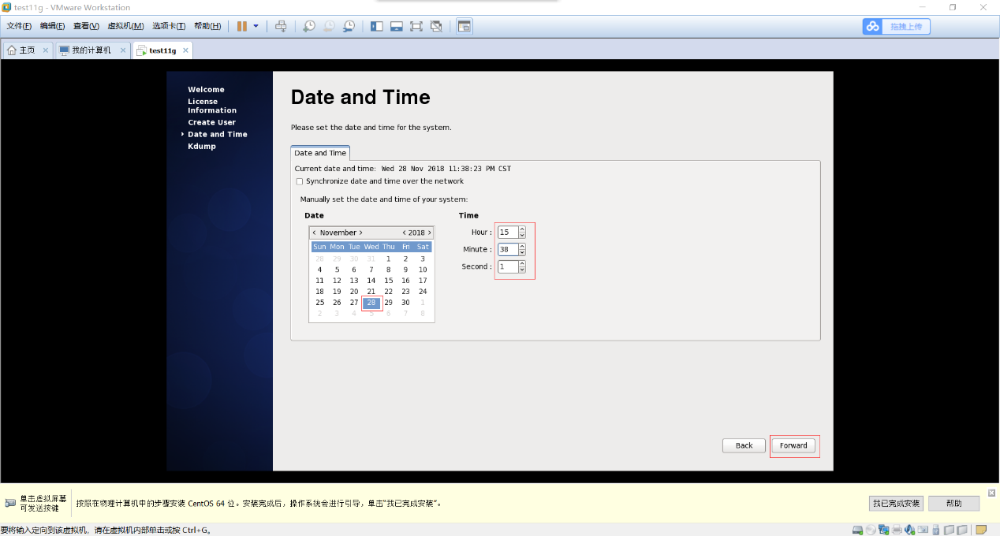 test11g - VMware Workstation
文件(F) 编辑(E) 查看(V) 虚拟机(M) 选项卡(T) 帮助(H)
拖拽上传
主页 我的计算机 test11g
Welcome
License
Information
Create User
Date and Time
Kdump
Date and Time
Please set the date and time for the system.
Date and Time
Current date and time: Wed 28 Nov 2018 11:38:23 PM CST
Synchronize date and time over the network
Manually set the date and time of your system:
Date Time
< November > < 2018 >
Sun Mon Tue Wed Thu Fri Sat
28 29 30 31 1 2 3
4 5 6 7 8 9 10
11 12 13 14 15 16 17
18 19 20 21 22 23 24
25 26 27 28 29 30 1
2 3 4 5 6 7 8
Hour : 15
Minute : 38
Second : 1
Back Forward
单击虚拟屏幕
可发送按键
按照在物理计算机中的步骤安装 CentOS 64 位。安装完成后，操作系统会进行引导，单击“我已完成安装”。
我已完成安装 帮助
要将输入定向到该虚拟机，请在虚拟机内部单击或按 Ctrl+G。